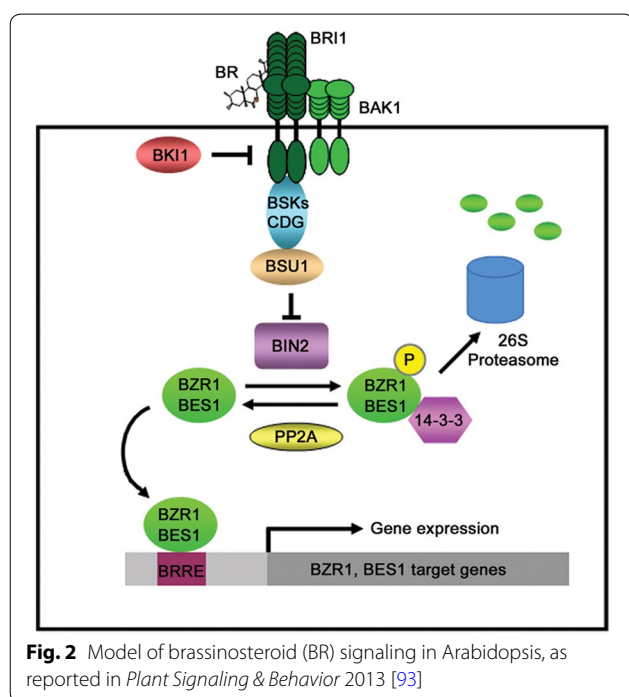 BRI1
BR
BAK1
BKI1
BSKs
CDG
BSU1
BIN2
26S
Proteasome
P
BZR1
BES1
BZR1
BES1
14-3-3
PP2A
BZR1
BES1
Gene expression
BRRE
BZR1, BES1 target genes
Fig. 2 Model of brassinosteroid (BR) signaling in Arabidopsis, as
reported in Plant Signaling & Behavior 2013 [93]